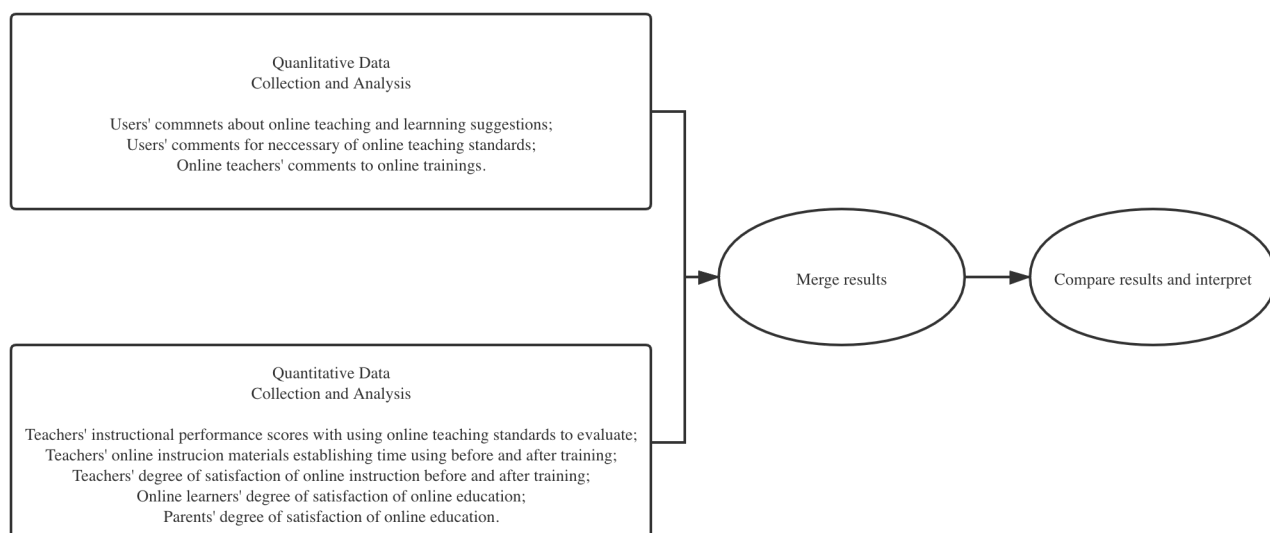 Quanlitative Data
Collection and Analysis
Users' commnets about online teaching and learnning suggestions;
Users' comments for neccessary of online teaching standards;
Online teachers' comments to online trainings.
Merge results
Compare results and interpret
Quantitative Data
Collection and Analysis
Teachers' instructional performance scores with using online teaching standards to evaluate;
Teachers' online instrucion materials establishing time using before and after training;
Teachers' degree of satisfaction of online instruction before and after training;
Online learners' degree of satisfaction of online education;
Parents' degree of satisfaction of online education.